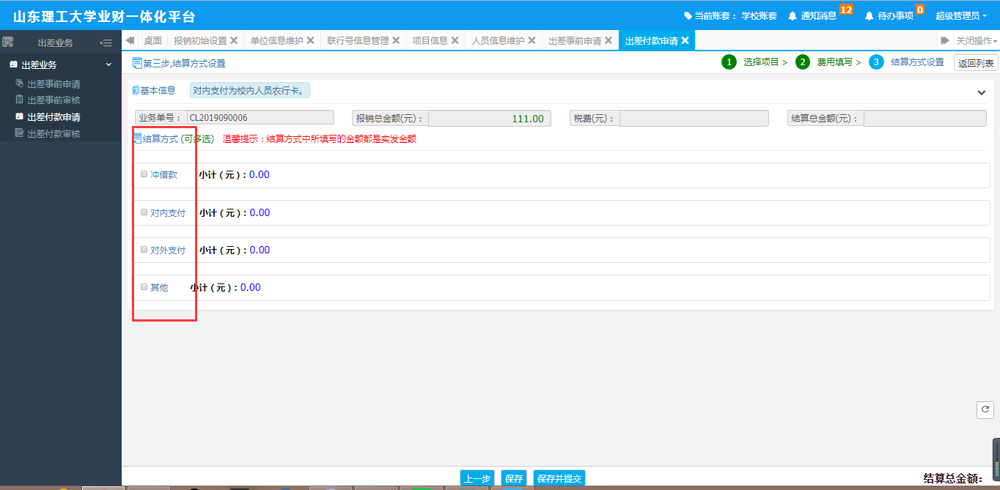 山东理工大学业财一体化平台
当前账套： 学校账套 通知消息 12 待办事项 0 超级管理员
出差业务
桌面 报销初始设置 单位信息维护 联行号信息管理 项目信息 人员信息维护 出差事前申请 出差付款申请 关闭操作
出差业务
出差事前申请
出差事前审核
出差付款申请
出差付款审核
第三步,结算方式设置
1 选择项目 > 2 费用填写 > 3 结算方式设置 返回列表
基本信息 对内支付为校内人员农行卡。
业务单号： CL2019090006 报销总金额(元)： 111.00 税费(元)： 结算总金额(元)：
结算方式 (可多选) 温馨提示：结算方式中所填写的金额都是实发金额
冲借款 小计 ( 元 ) : 0.00
对内支付 小计 ( 元 ) : 0.00
对外支付 小计 ( 元 ) : 0.00
其他 小计 ( 元 ) : 0.00
上一步 保存 保存并提交
结算总金额: